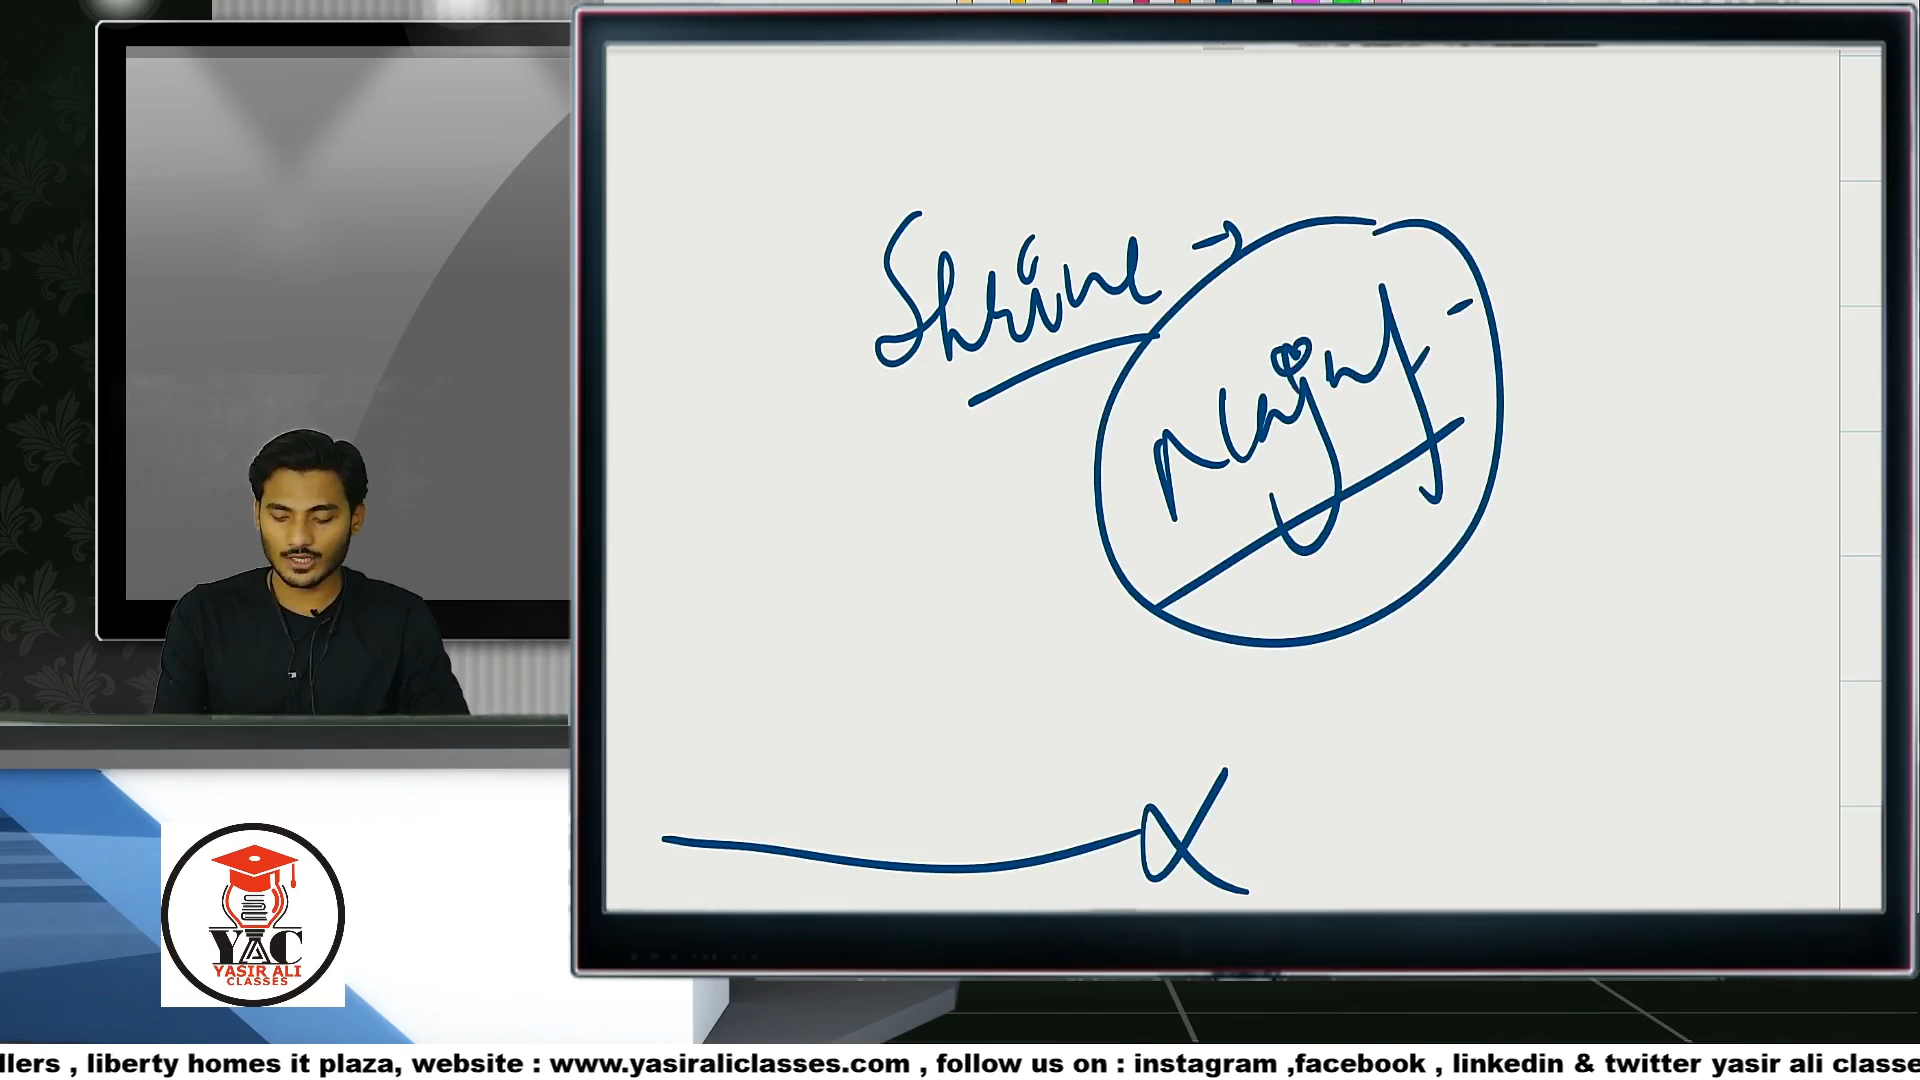 Shrine →
Najaf
YAC
YASIR ALI
CLASSES
llers , liberty homes it plaza, website : www.yasiraliclasses.com , follow us on : instagram ,facebook , linkedin & twitter yasir ali classe